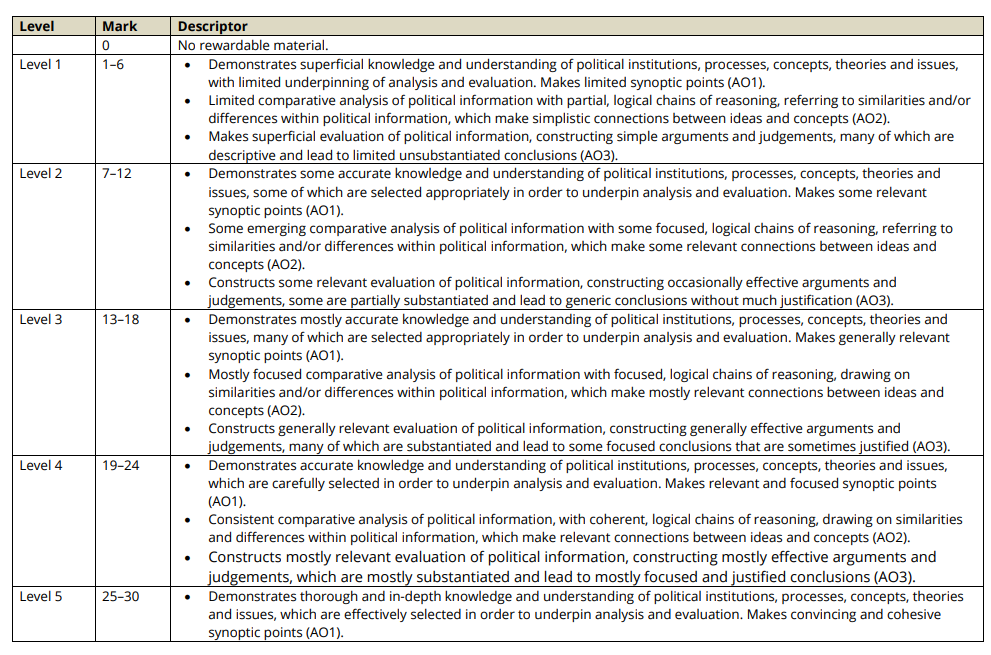 Level Mark Descriptor
0 No rewardable material.
Level 1 1–6 • Demonstrates superficial knowledge and understanding of political institutions, processes, concepts, theories and issues,
with limited underpinning of analysis and evaluation. Makes limited synoptic points (AO1).
• Limited comparative analysis of political information with partial, logical chains of reasoning, referring to similarities and/or
differences within political information, which make simplistic connections between ideas and concepts (AO2).
• Makes superficial evaluation of political information, constructing simple arguments and judgements, many of which are
descriptive and lead to limited unsubstantiated conclusions (AO3).
Level 2 7–12 • Demonstrates some accurate knowledge and understanding of political institutions, processes, concepts, theories and
issues, some of which are selected appropriately in order to underpin analysis and evaluation. Makes some relevant
synoptic points (AO1).
• Some emerging comparative analysis of political information with some focused, logical chains of reasoning, referring to
similarities and/or differences within political information, which make some relevant connections between ideas and
concepts (AO2).
• Constructs some relevant evaluation of political information, constructing occasionally effective arguments and
judgements, some are partially substantiated and lead to generic conclusions without much justification (AO3).
Level 3 13–18 • Demonstrates mostly accurate knowledge and understanding of political institutions, processes, concepts, theories and
issues, many of which are selected appropriately in order to underpin analysis and evaluation. Makes generally relevant
synoptic points (AO1).
• Mostly focused comparative analysis of political information with focused, logical chains of reasoning, drawing on
similarities and/or differences within political information, which make mostly relevant connections between ideas and
concepts (AO2).
• Constructs generally relevant evaluation of political information, constructing generally effective arguments and
judgements, many of which are substantiated and lead to some focused conclusions that are sometimes justified (AO3).
Level 4 19–24 • Demonstrates accurate knowledge and understanding of political institutions, processes, concepts, theories and issues,
which are carefully selected in order to underpin analysis and evaluation. Makes relevant and focused synoptic points
(AO1).
• Consistent comparative analysis of political information, with coherent, logical chains of reasoning, drawing on similarities
and differences within political information, which make relevant connections between ideas and concepts (AO2).
• Constructs mostly relevant evaluation of political information, constructing mostly effective arguments and
judgements, which are mostly substantiated and lead to mostly focused and justified conclusions (AO3).
Level 5 25–30 • Demonstrates thorough and in-depth knowledge and understanding of political institutions, processes, concepts, theories
and issues, which are effectively selected in order to underpin analysis and evaluation. Makes convincing and cohesive
synoptic points (AO1).